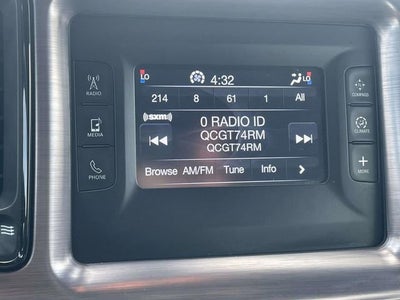 LO 4:32 LO
214 8 61 1 All
((sxm))
0 RADIO ID
QCGT74RM
QCGT74RM
Browse AM/FM Tune Info
RADIO
MEDIA
PHONE
COMPASS
CLIMATE
MORE